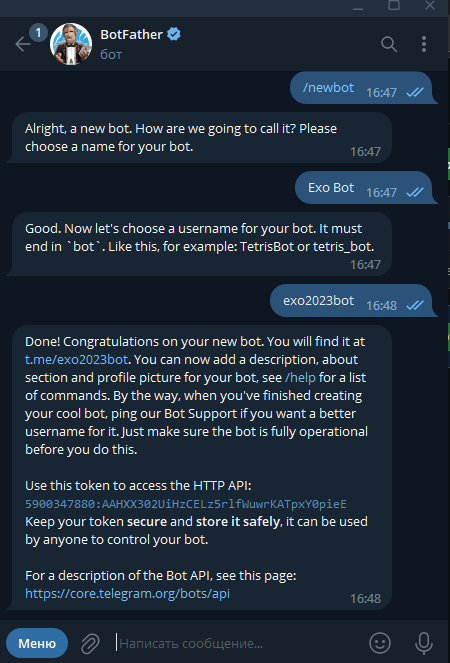 1
BotFather
бот
/newbot
16:47
Alright, a new bot. How are we going to call it? Please
choose a name for your bot.
16:47
Exo Bot
16:47
Good. Now let's choose a username for your bot. It must
end in `bot`. Like this, for example: TetrisBot or tetris_bot.
16:47
exo2023bot
16:48
Done! Congratulations on your new bot. You will find it at
t.me/exo2023bot. You can now add a description, about
section and profile picture for your bot, see /help for a list
of commands. By the way, when you've finished creating
your cool bot, ping our Bot Support if you want a better
username for it. Just make sure the bot is fully operational
before you do this.
Use this token to access the HTTP API:
5900347880:AAHXX302UiHzCELz5rlfWuwrKATpxY0pieE
Keep your token secure and store it safely, it can be used
by anyone to control your bot.
For a description of the Bot API, see this page:
https://core.telegram.org/bots/api
16:48
Меню
Написать сообщение...